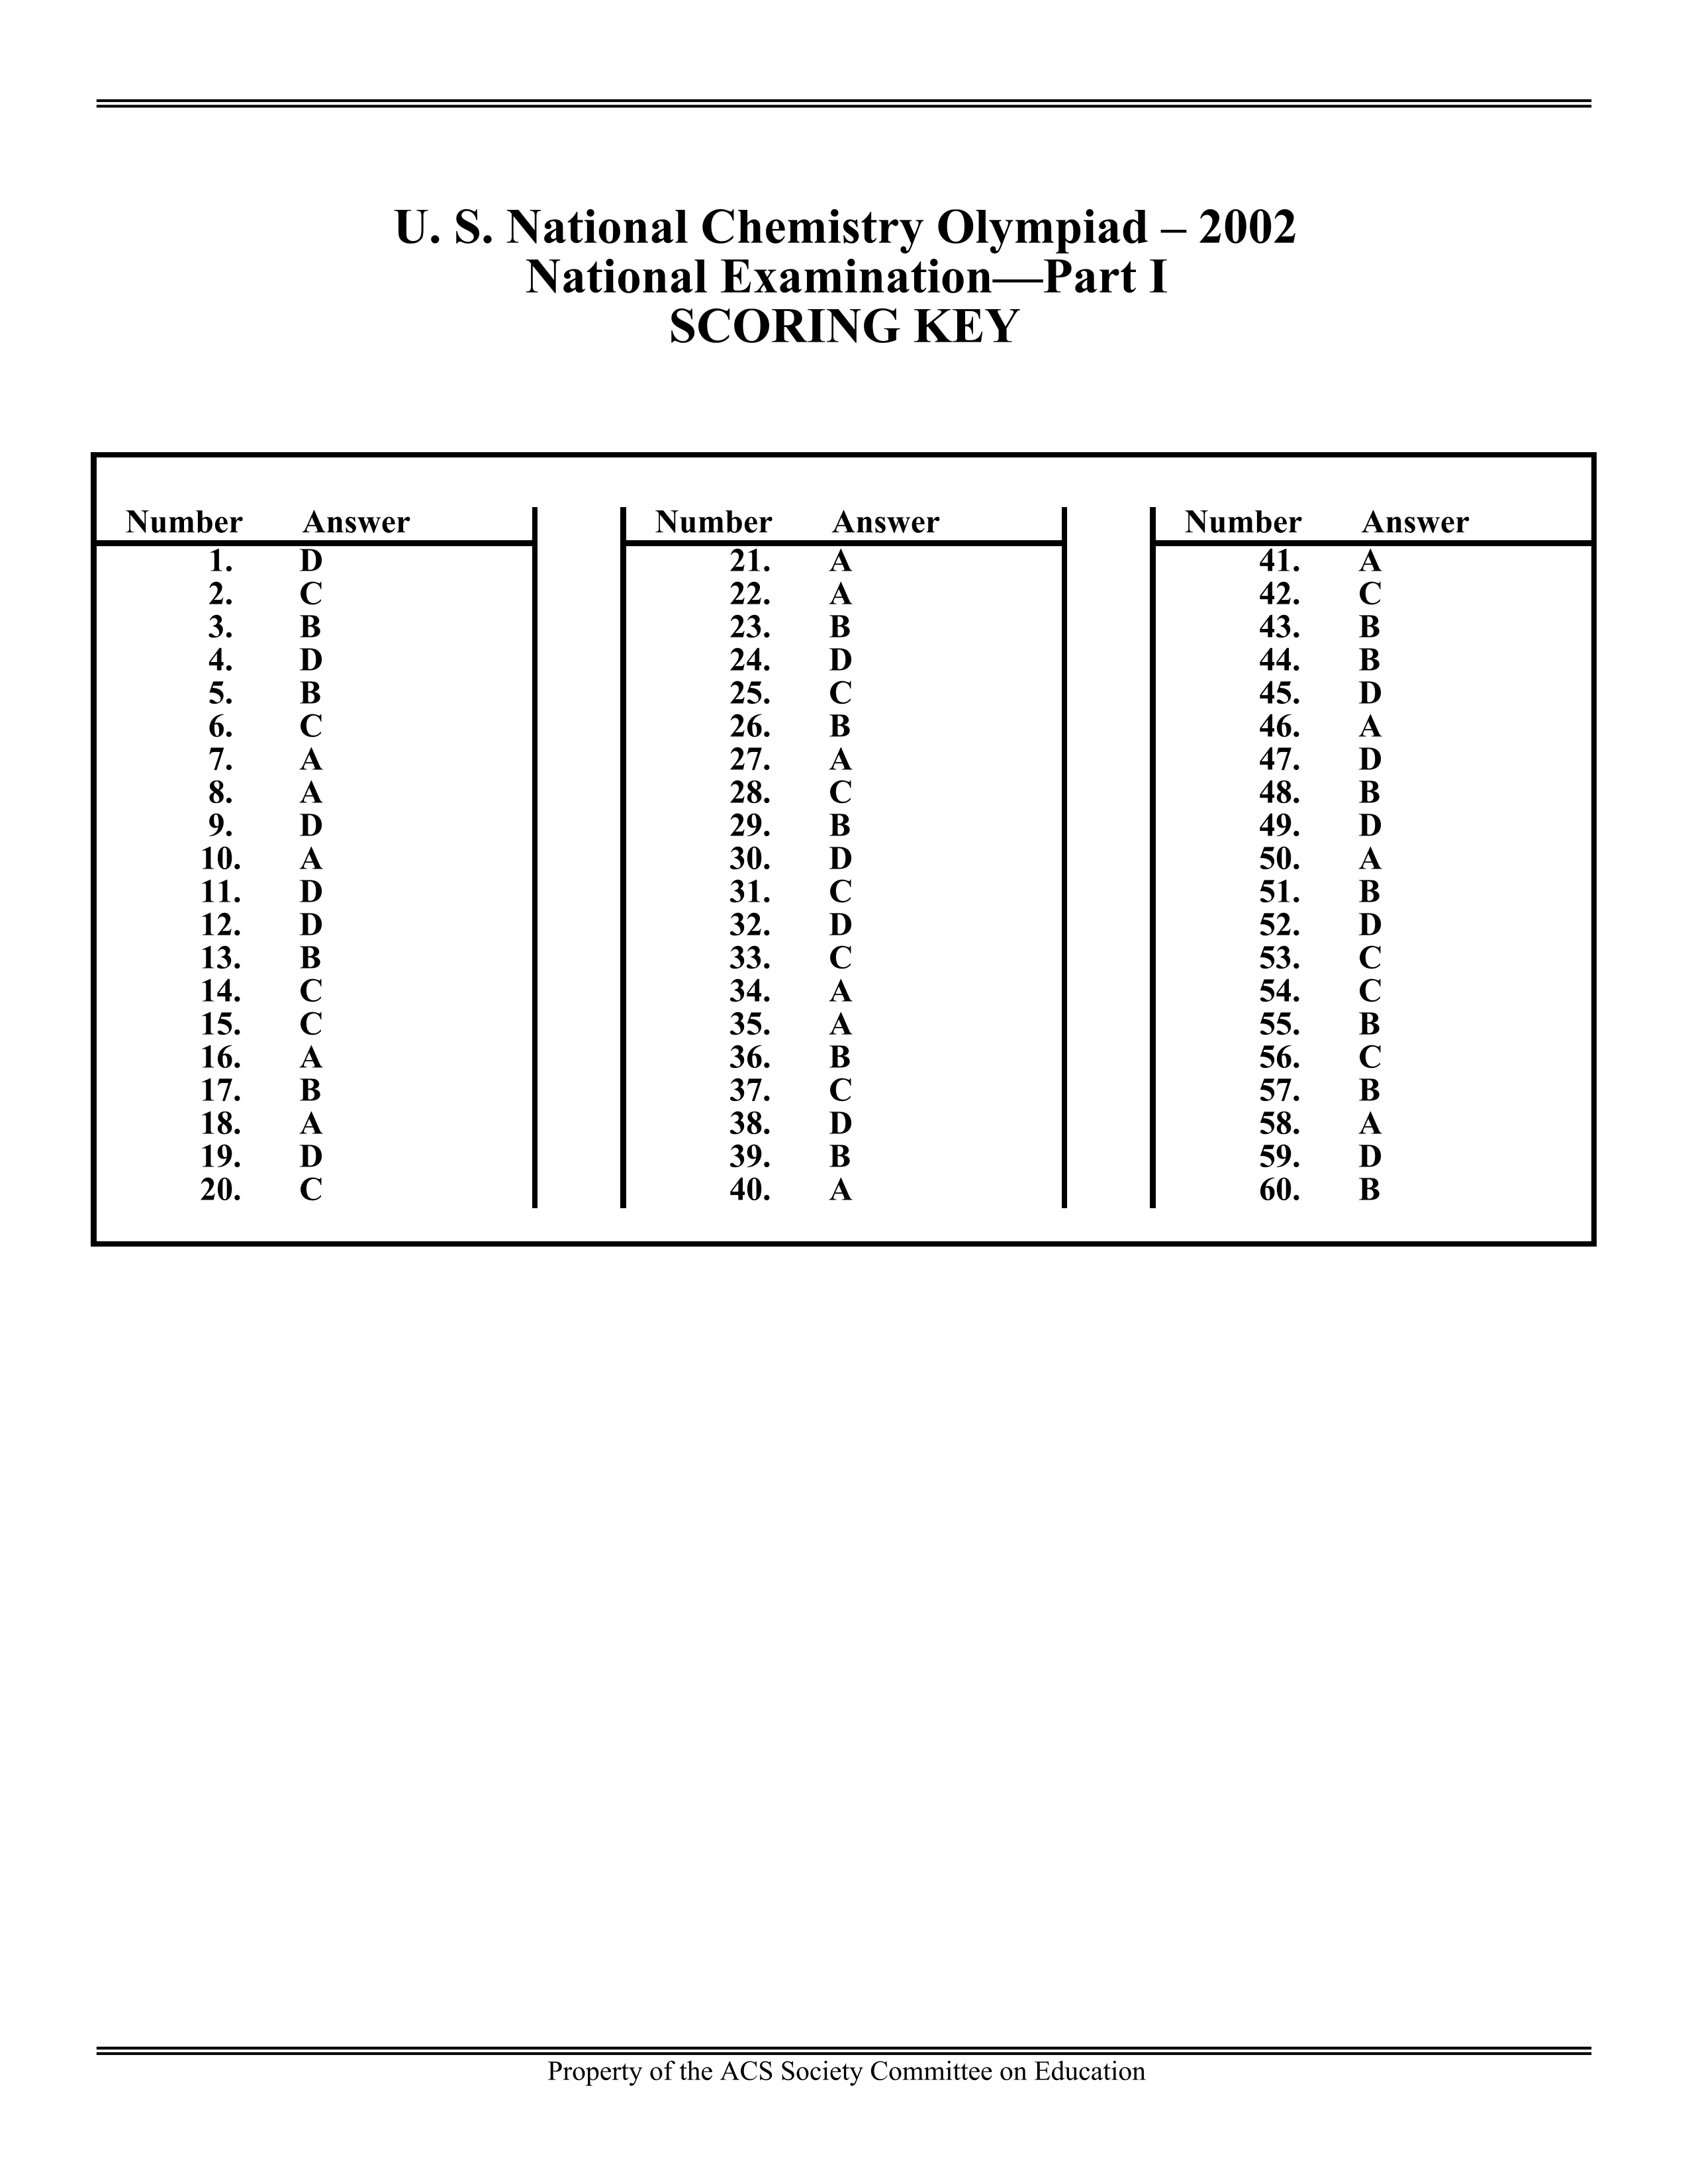 U. S. National Chemistry Olympiad – 2002
National Examination—Part I
SCORING KEY
Number Answer
1. D
2. C
3. B
4. D
5. B
6. C
7. A
8. A
9. D
10. A
11. D
12. D
13. B
14. C
15. C
16. A
17. B
18. A
19. D
20. C
Number Answer
21. A
22. A
23. B
24. D
25. C
26. B
27. A
28. C
29. B
30. D
31. C
32. D
33. C
34. A
35. A
36. B
37. C
38. D
39. B
40. A
Number Answer
41. A
42. C
43. B
44. B
45. D
46. A
47. D
48. B
49. D
50. A
51. B
52. D
53. C
54. C
55. B
56. C
57. B
58. A
59. D
60. B
Property of the ACS Society Committee on Education